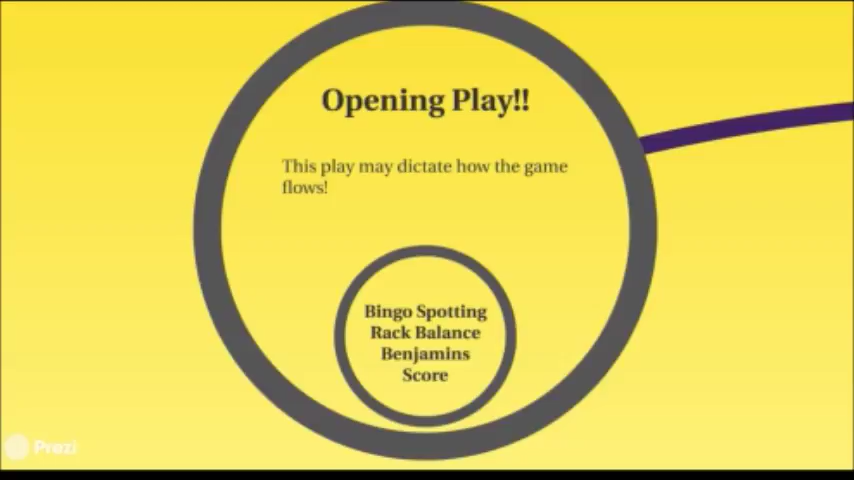 Opening Play!!
This play may dictate how the game
flows!
Bingo Spotting
Rack Balance
Benjamins
Score
Prezi